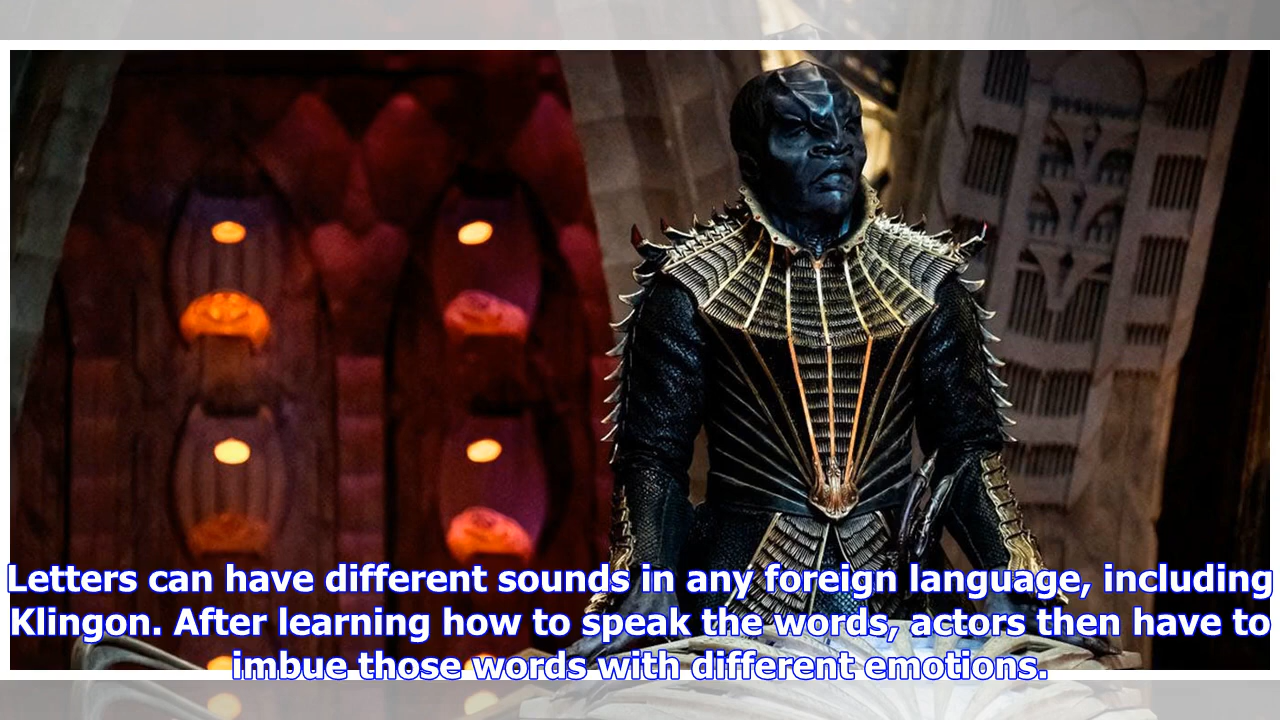 Letters can have different sounds in any foreign language, including
Klingon. After learning how to speak the words, actors then have to
imbue those words with different emotions.